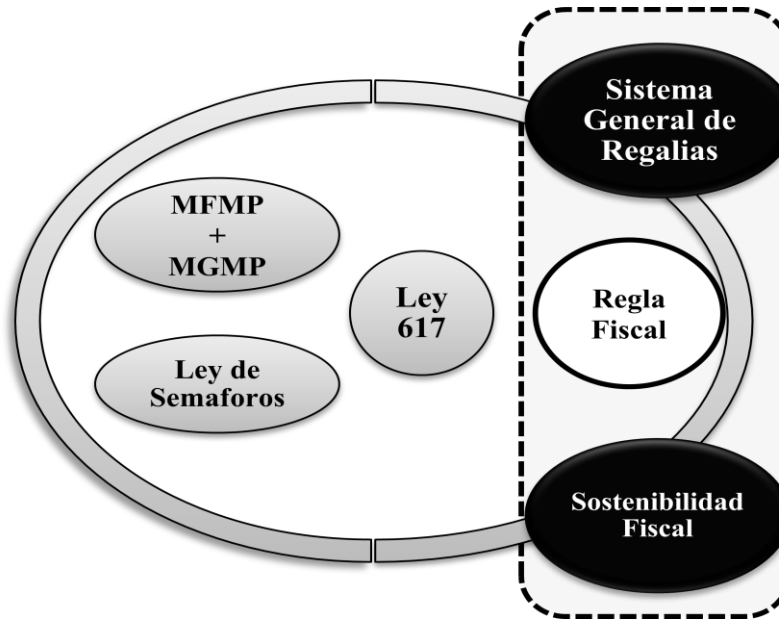 Sistema
General de
Regalias
MFMP
+
MGMP
Ley
617
Regla
Fiscal
Ley de
Semaforos
Sostenibilidad
Fiscal